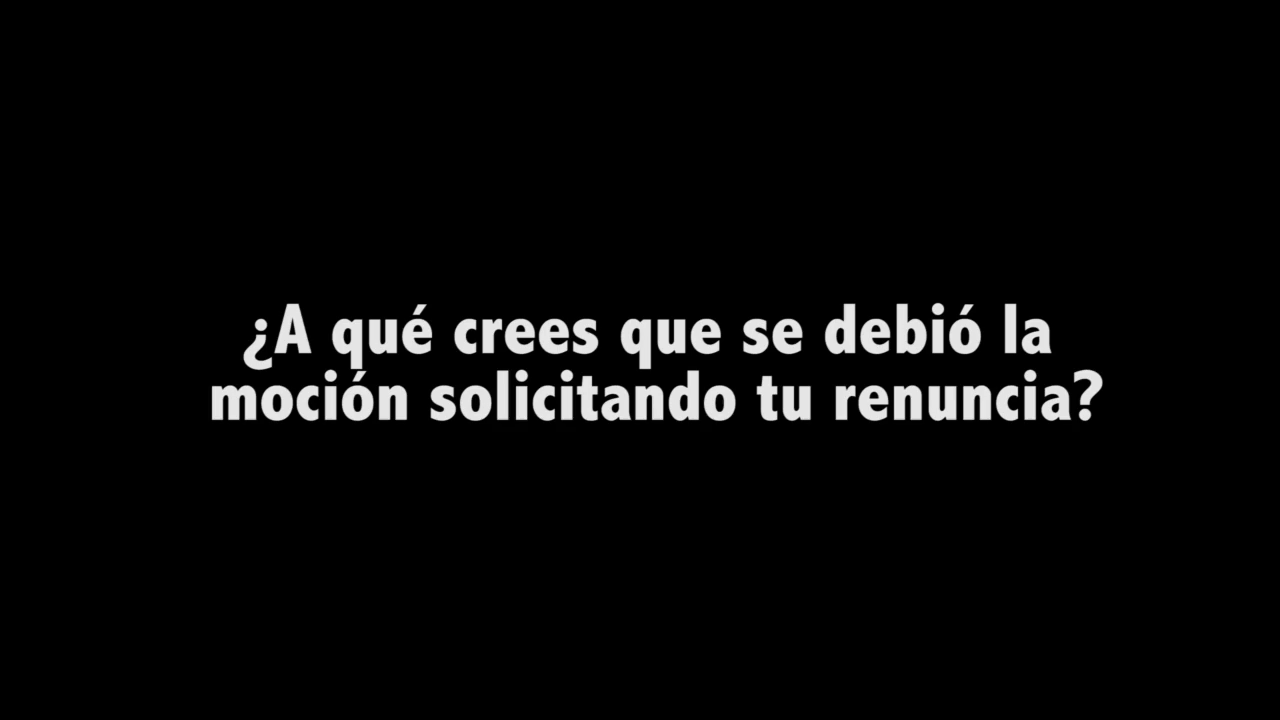 ¿A qué crees que se debió la
moción solicitando tu renuncia?